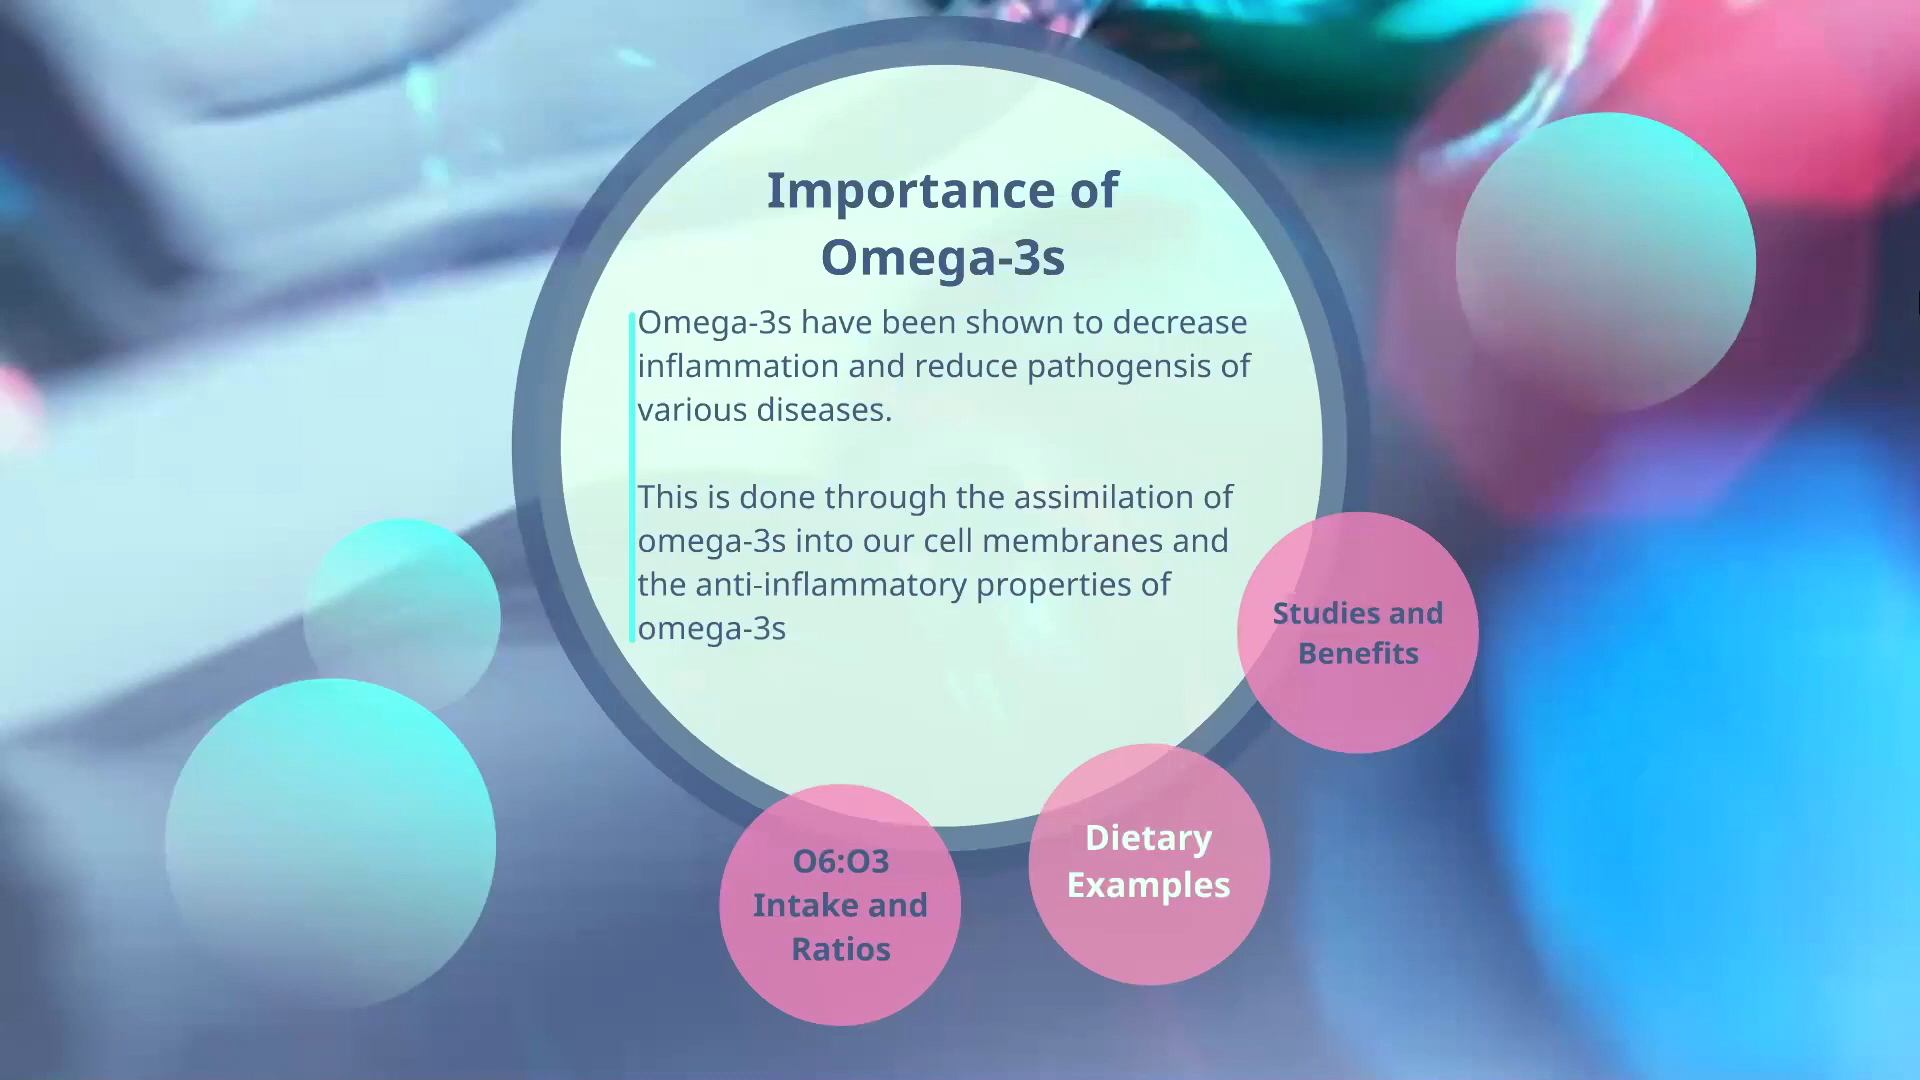 Importance of
Omega-3s
Omega-3s have been shown to decrease
inflammation and reduce pathogensis of
various diseases.
This is done through the assimilation of
omega-3s into our cell membranes and
the anti-inflammatory properties of
omega-3s
Studies and
Benefits
Dietary
Examples
O6:O3
Intake and
Ratios